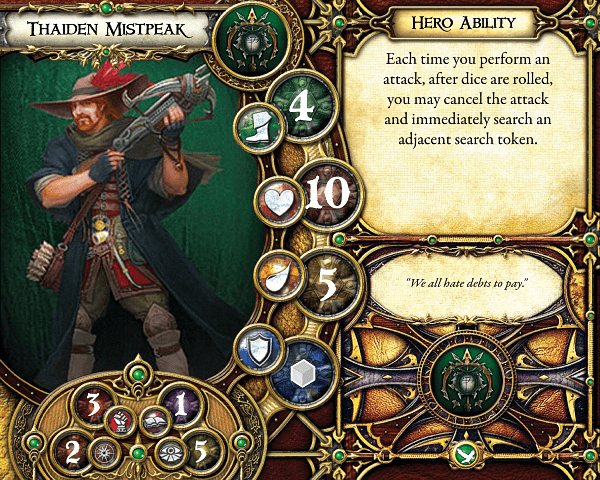 Thaiden Mistpeak
4
10
5
3
1
2
5
Hero Ability
Each time you perform an
attack, after dice are rolled,
you may cancel the attack
and immediately search an
adjacent search token.
"We all hate debts to pay."